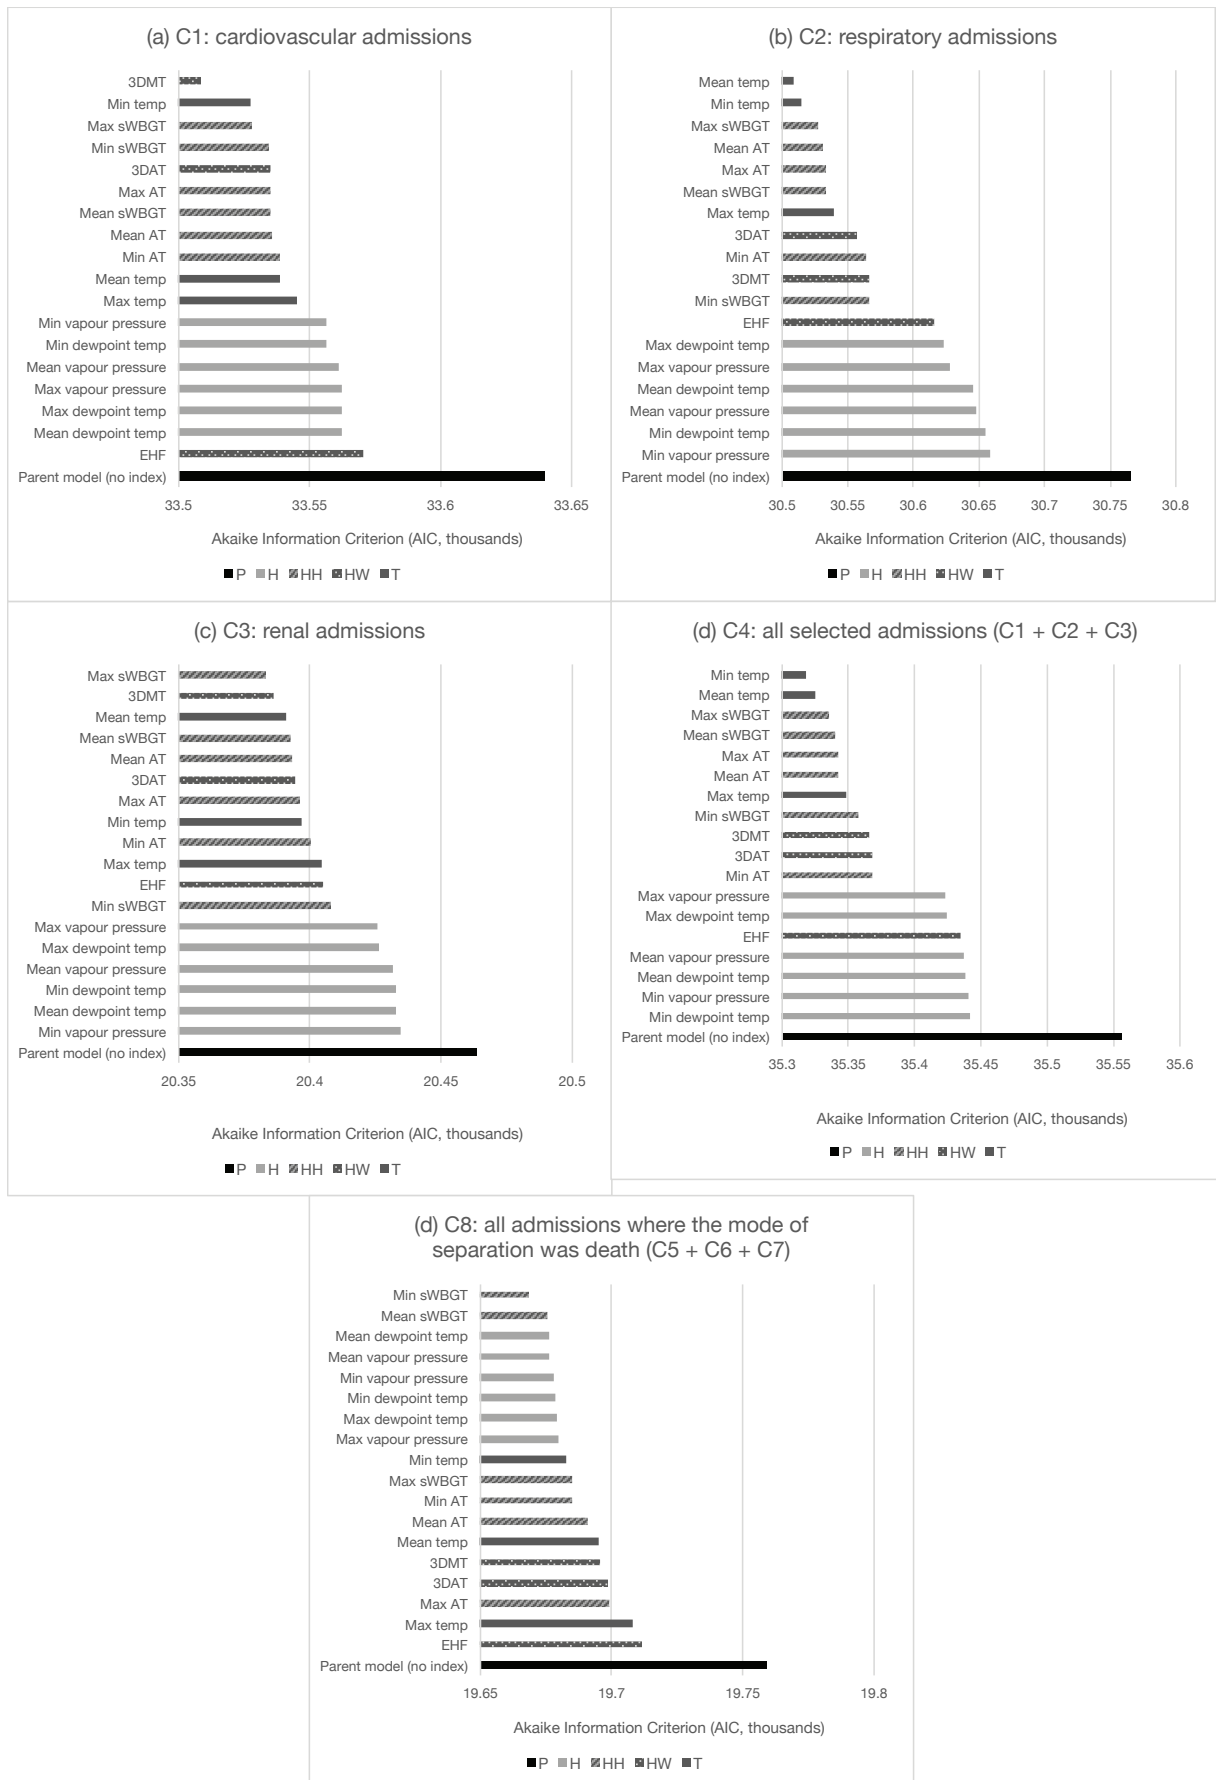 (a) C1: cardiovascular admissions
3DMT
Min temp
Max sWBGT
Min sWBGT
3DAT
Max AT
Mean sWBGT
Mean AT
Min AT
Mean temp
Max temp
Min vapour pressure
Min dewpoint temp
Mean vapour pressure
Max vapour pressure
Max dewpoint temp
Mean dewpoint temp
EHF
Parent model (no index)
33.5 33.55 33.6 33.65
Akaike Information Criterion (AIC, thousands)
P H HH HW T
(b) C2: respiratory admissions
Mean temp
Min temp
Max sWBGT
Mean AT
Max AT
Mean sWBGT
Max temp
3DAT
Min AT
3DMT
Min sWBGT
EHF
Max dewpoint temp
Max vapour pressure
Mean dewpoint temp
Mean vapour pressure
Min dewpoint temp
Min vapour pressure
Parent model (no index)
30.5 30.55 30.6 30.65 30.7 30.75 30.8
Akaike Information Criterion (AIC, thousands)
P H HH HW T
(c) C3: renal admissions
Max sWBGT
3DMT
Mean temp
Mean sWBGT
Mean AT
3DAT
Max AT
Min temp
Min AT
Max temp
EHF
Min sWBGT
Max vapour pressure
Max dewpoint temp
Mean vapour pressure
Min dewpoint temp
Mean dewpoint temp
Min vapour pressure
Parent model (no index)
20.35 20.4 20.45 20.5
Akaike Information Criterion (AIC, thousands)
P H HH HW T
(d) C4: all selected admissions (C1 + C2 + C3)
Min temp
Mean temp
Max sWBGT
Mean sWBGT
Max AT
Mean AT
Max temp
Min sWBGT
3DMT
3DAT
Min AT
Max vapour pressure
Max dewpoint temp
EHF
Mean vapour pressure
Mean dewpoint temp
Min vapour pressure
Min dewpoint temp
Parent model (no index)
35.3 35.35 35.4 35.45 35.5 35.55 35.6
Akaike Information Criterion (AIC, thousands)
P H HH HW T
(d) C8: all admissions where the mode of
separation was death (C5 + C6 + C7)
Min sWBGT
Mean sWBGT
Mean dewpoint temp
Mean vapour pressure
Min vapour pressure
Min dewpoint temp
Max dewpoint temp
Max vapour pressure
Min temp
Max sWBGT
Min AT
Mean AT
Mean temp
3DMT
3DAT
Max AT
Max temp
EHF
Parent model (no index)
19.65 19.7 19.75 19.8
Akaike Information Criterion (AIC, thousands)
P H HH HW T